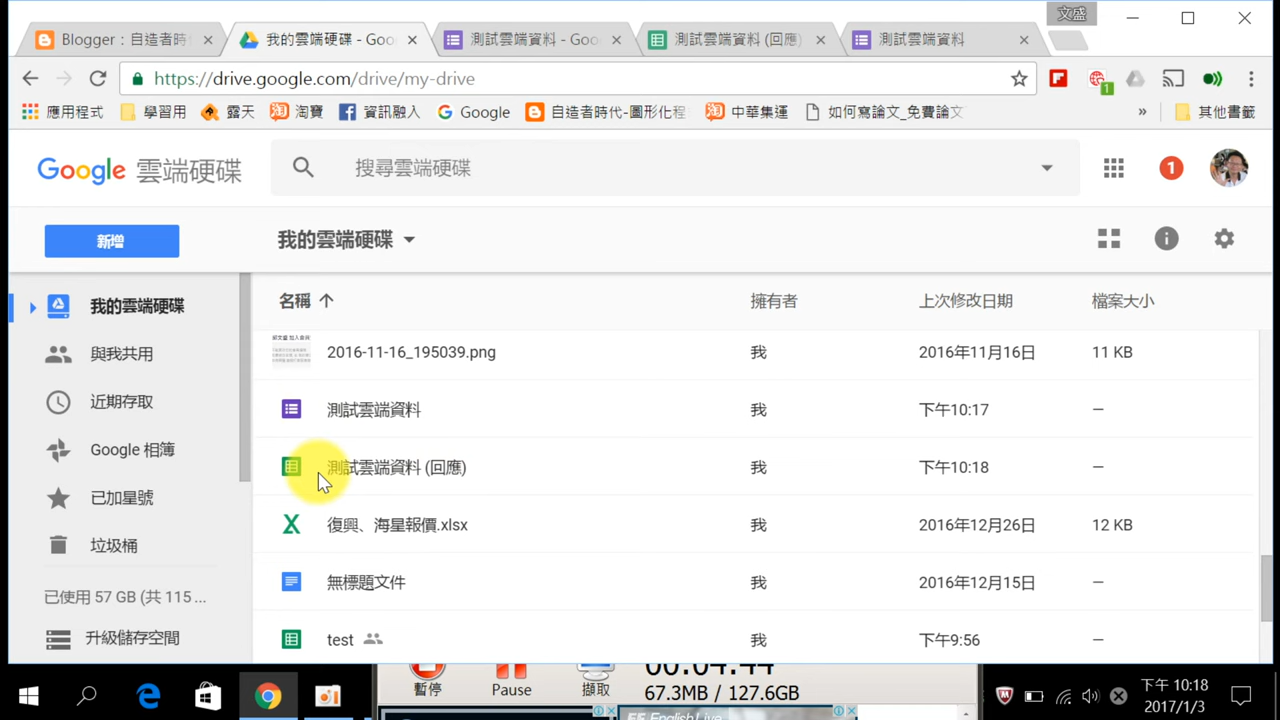 文盛
Blogger：自造者時
我的雲端硬碟 - Goo
測試雲端資料 - Goo
測試雲端資料 (回應)
測試雲端資料
https://drive.google.com/drive/my-drive
1
應用程式
學習用
露天
淘 淘寶
資訊融入
Google
自造者時代-圖形化程
淘 中華集運
如何寫論文_免費論文
»
其他書籤
Google 雲端硬碟
搜尋雲端硬碟
1
新增
我的雲端硬碟
我的雲端硬碟
與我共用
近期存取
Google 相簿
已加星號
垃圾桶
已使用 57 GB (共 115 ...
升級儲存空間
名稱 擁有者 上次修改日期 檔案大小
2016-11-16_195039.png 我 2016年11月16日 11 KB
測試雲端資料 我 下午10:17 –
測試雲端資料 (回應) 我 下午10:18 –
復興、海星報價.xlsx 我 2016年12月26日 12 KB
無標題文件 我 2016年12月15日 –
test 我 下午9:56 –
00:04:44
停暫
Pause
擷取
67.3MB / 127.6GB
EF English Live
下午 10:18
2017/1/3